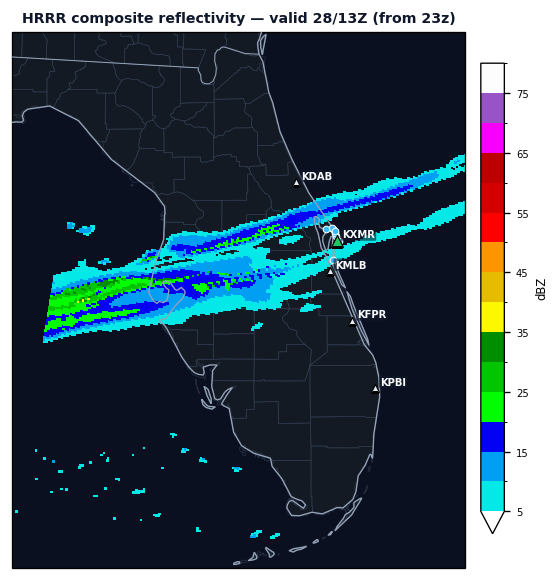 HRRR composite reflectivity — valid 28/13Z (from 23z)
KDAB
KXMR
KMLB
KFPR
KPBI
75
65
55
45
35
25
15
5
dBZ